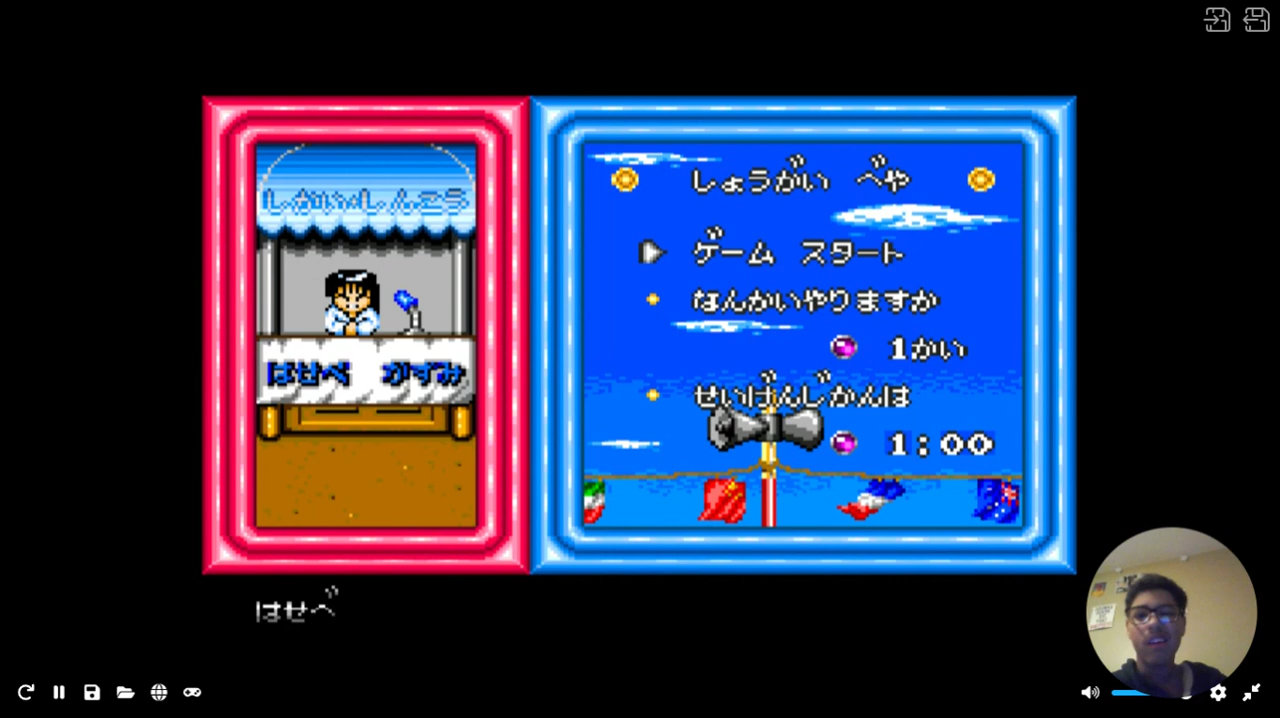 しかい・しんこう
はせべ かすみ
しょうがい べや
ゲーム スタート
なんかいやりますか
1かい
せいげんじかんは
1:00
はせべ